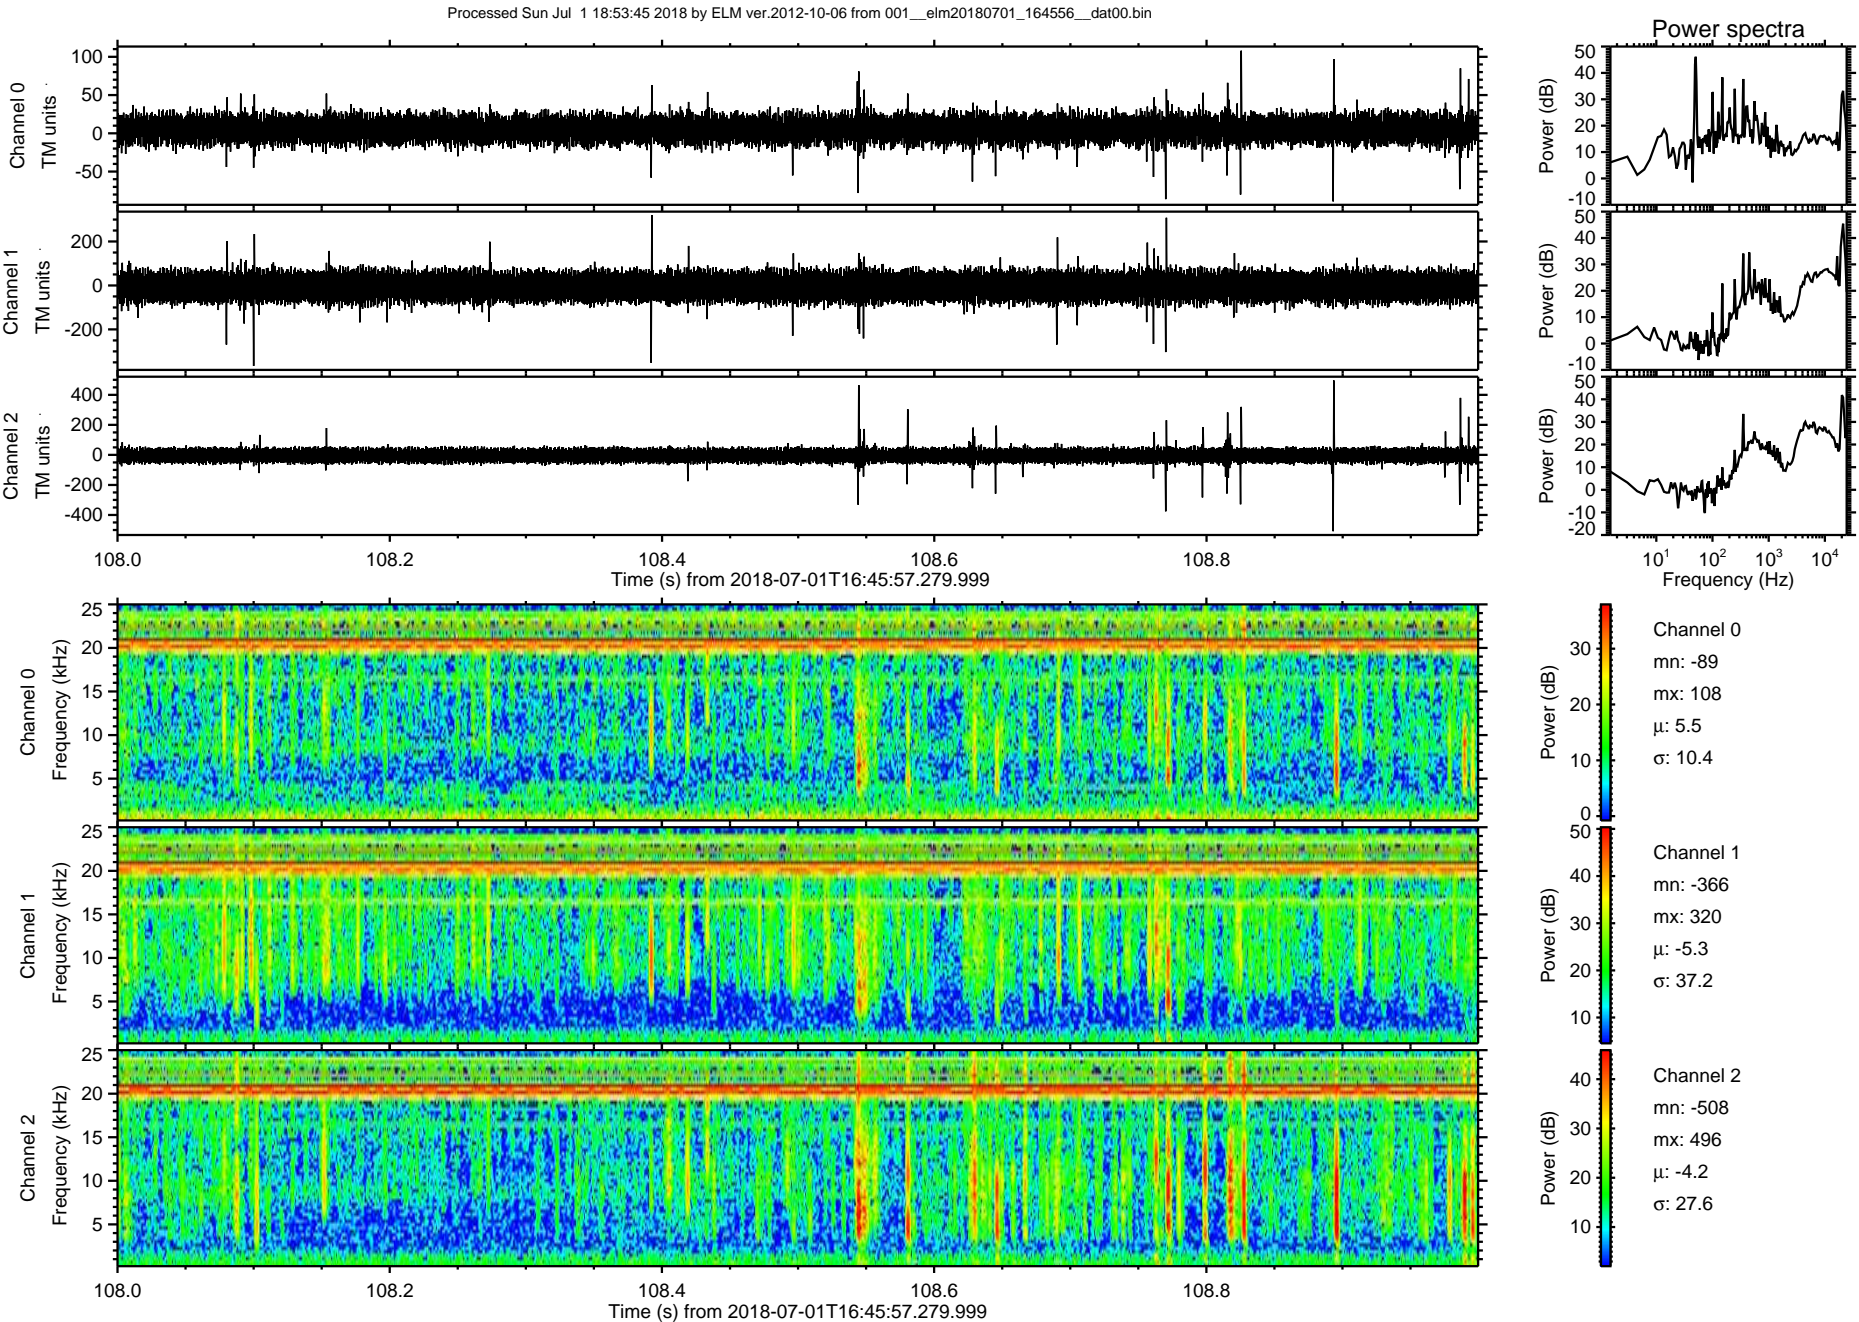 Processed Sun Jul  1 18:53:45 2018 by ELM ver.2012-10-06 from 001__elm20180701_164556__dat00.bin
Power spectra
Channel 0
TM units
100
50
0
-50
Power (dB)
50
40
30
20
10
0
-10
Channel 1
TM units
200
0
-200
Power (dB)
50
40
30
20
10
0
-10
Channel 2
TM units
400
200
0
-200
-400
Power (dB)
50
40
30
20
10
0
-10
-20
108.0 108.2 108.4 108.6 108.8
Time (s) from 2018-07-01T16:45:57.279.999
10^1 10^2 10^3 10^4
Frequency (Hz)
Channel 0
Frequency (kHz)
25
20
15
10
5
Power (dB)
30
20
10
0
Channel 0
mn: -89
mx: 108
μ: 5.5
σ: 10.4
Channel 1
Frequency (kHz)
25
20
15
10
5
Power (dB)
50
40
30
20
10
Channel 1
mn: -366
mx: 320
μ: -5.3
σ: 37.2
Channel 2
Frequency (kHz)
25
20
15
10
5
Power (dB)
40
30
20
10
Channel 2
mn: -508
mx: 496
μ: -4.2
σ: 27.6
108.0 108.2 108.4 108.6 108.8
Time (s) from 2018-07-01T16:45:57.279.999